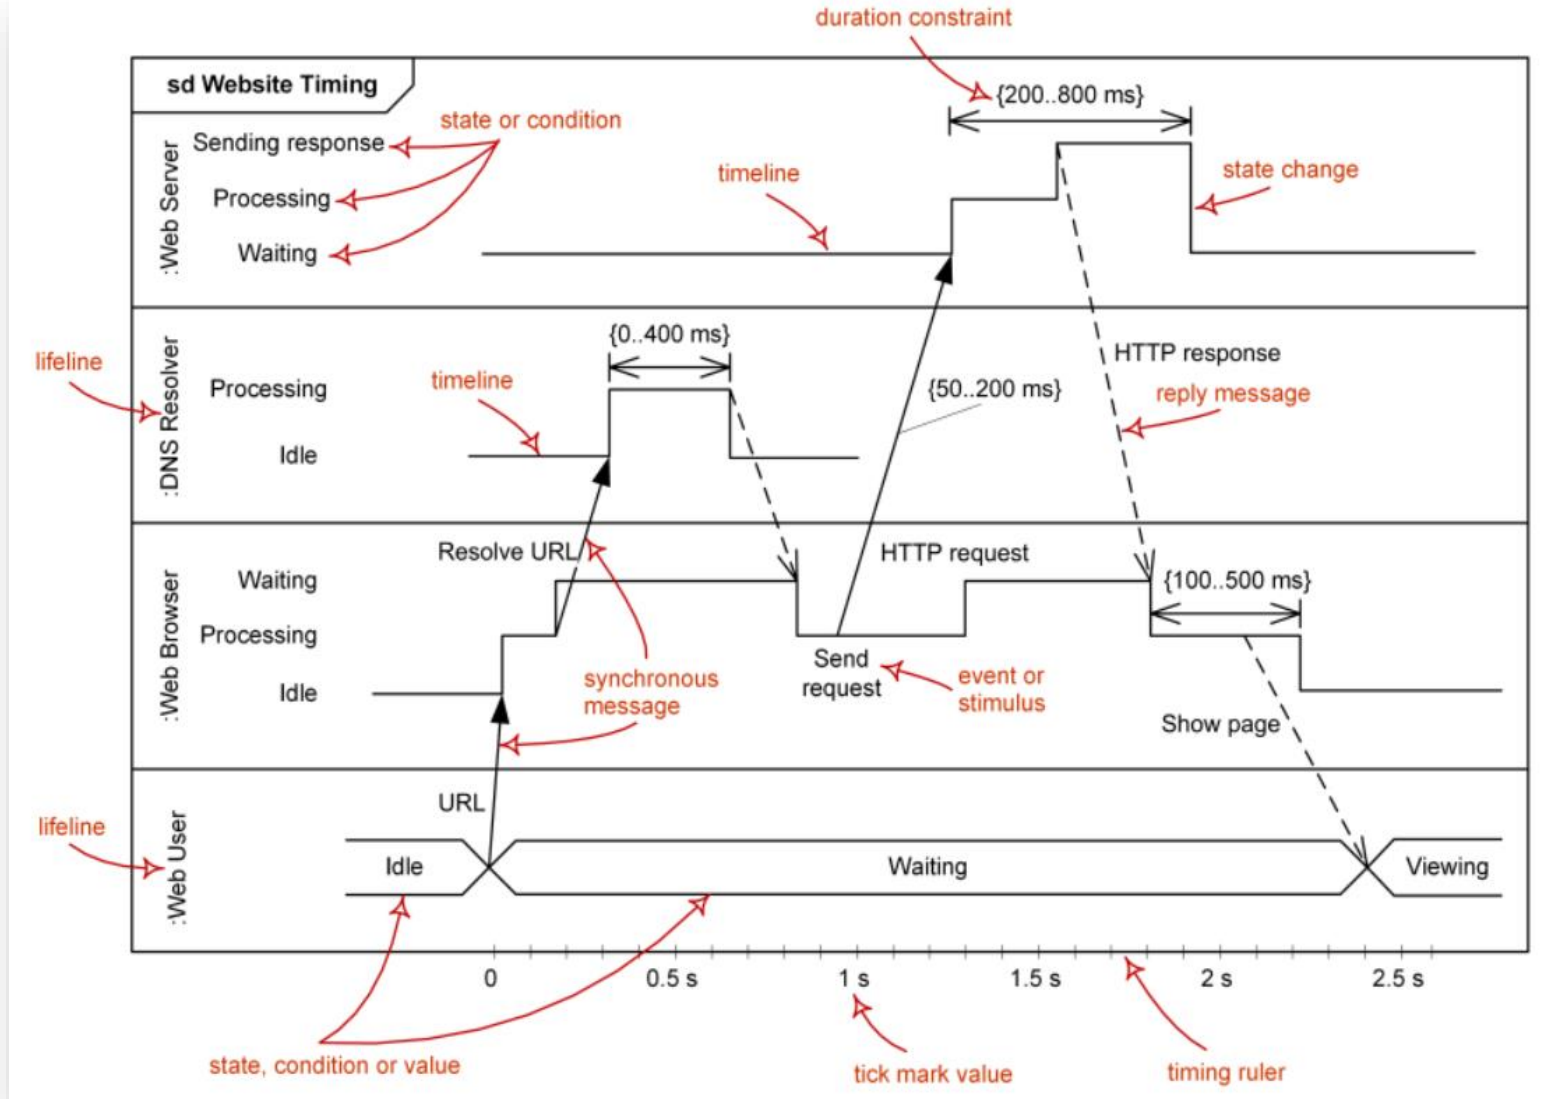 duration constraint
sd Website Timing
{200..800 ms}
state or condition
Sending response
timeline
state change
Processing
Waiting
:Web Server
{0..400 ms}
HTTP response
lifeline
timeline
Processing
{50..200 ms}
reply message
Idle
:DNS Resolver
Resolve URL
HTTP request
Waiting
{100..500 ms}
Processing
Send
request
synchronous
message
event or
stimulus
Idle
Show page
:Web Browser
URL
lifeline
Idle
Waiting
Viewing
:Web User
0
0.5 s
1 s
1.5 s
2 s
2.5 s
state, condition or value
tick mark value
timing ruler